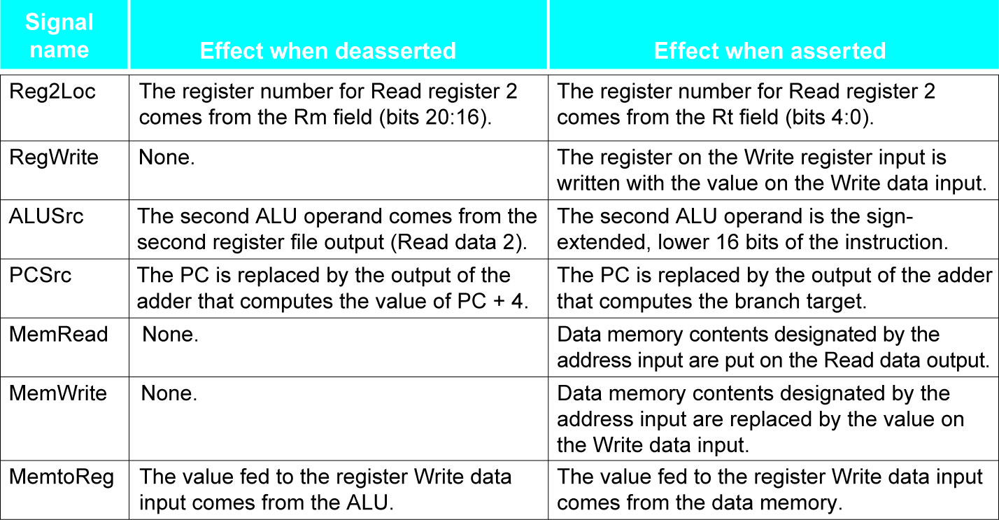 Signal
name
Effect when deasserted
Effect when asserted
Reg2Loc
The register number for Read register 2
comes from the Rm field (bits 20:16).
The register number for Read register 2
comes from the Rt field (bits 4:0).
RegWrite
None.
The register on the Write register input is
written with the value on the Write data input.
ALUSrc
The second ALU operand comes from the
second register file output (Read data 2).
The second ALU operand is the sign-
extended, lower 16 bits of the instruction.
PCSrc
The PC is replaced by the output of the
adder that computes the value of PC + 4.
The PC is replaced by the output of the adder
that computes the branch target.
MemRead
None.
Data memory contents designated by the
address input are put on the Read data output.
MemWrite
None.
Data memory contents designated by the
address input are replaced by the value on
the Write data input.
MemtoReg
The value fed to the register Write data
input comes from the ALU.
The value fed to the register Write data input
comes from the data memory.